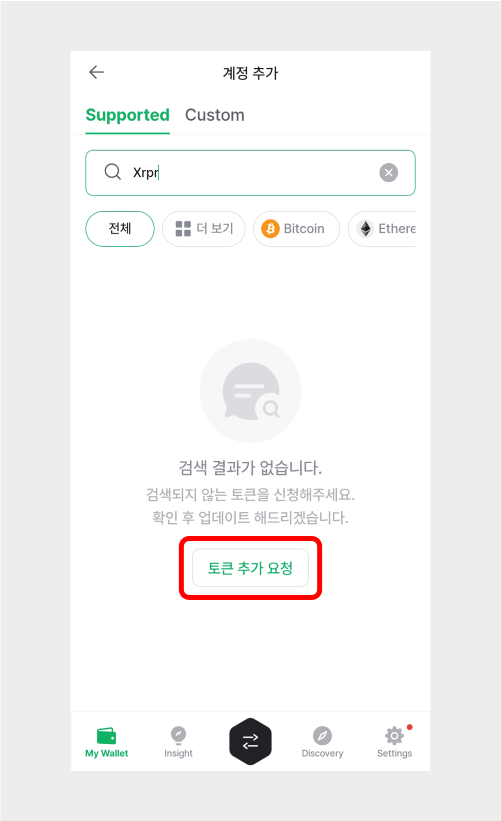 계정 추가
Supported Custom
Xrpr
전체 더 보기 Bitcoin Ethere
검색 결과가 없습니다.
검색되지 않는 토큰을 신청해주세요.
확인 후 업데이트 해드리겠습니다.
토큰 추가 요청
My Wallet Insight Discovery Settings